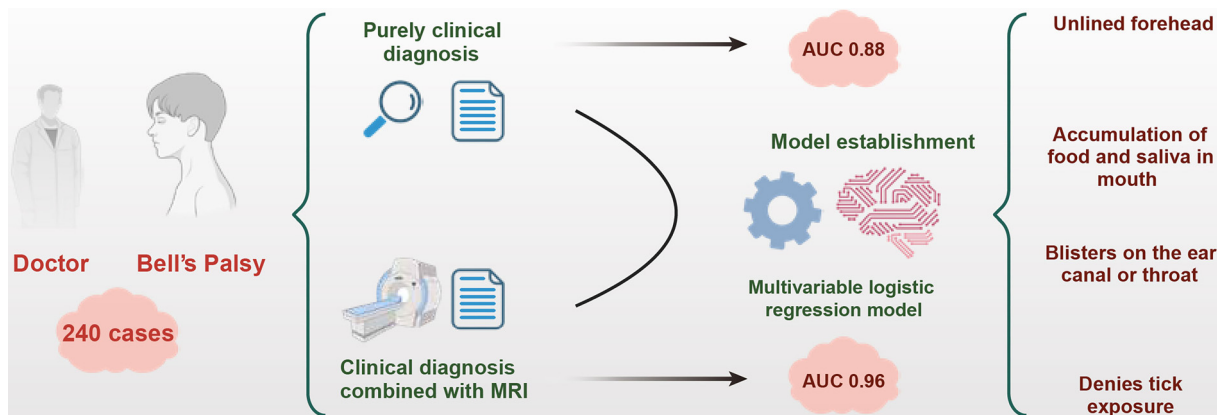 Doctor
Bell's Palsy
240 cases
Purely clinical
diagnosis
Clinical diagnosis
combined with MRI
AUC 0.88
Model establishment
Multivariable logistic
regression model
AUC 0.96
Unlined forehead
Accumulation of
food and saliva in
mouth
Blisters on the ear
canal or throat
Denies tick
exposure